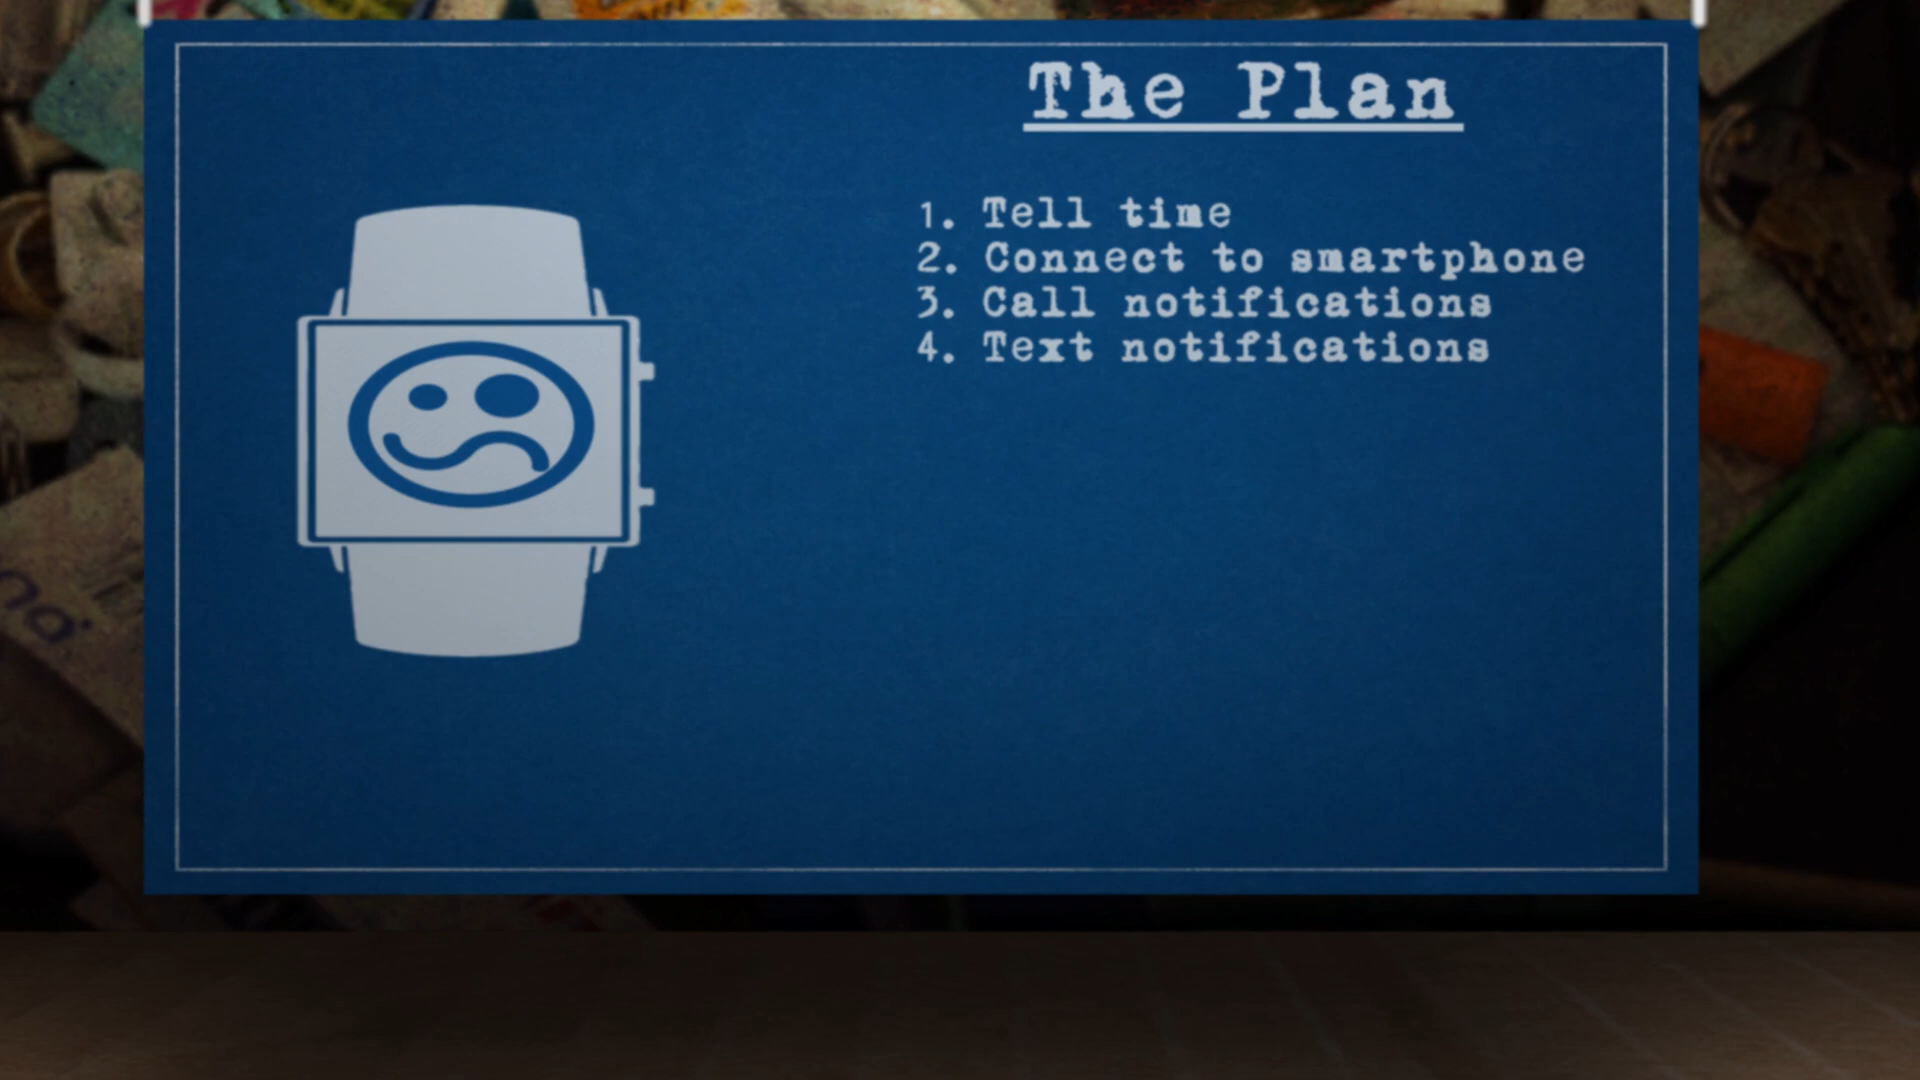 The Plan
1. Tell time
2. Connect to smartphone
3. Call notifications
4. Text notifications